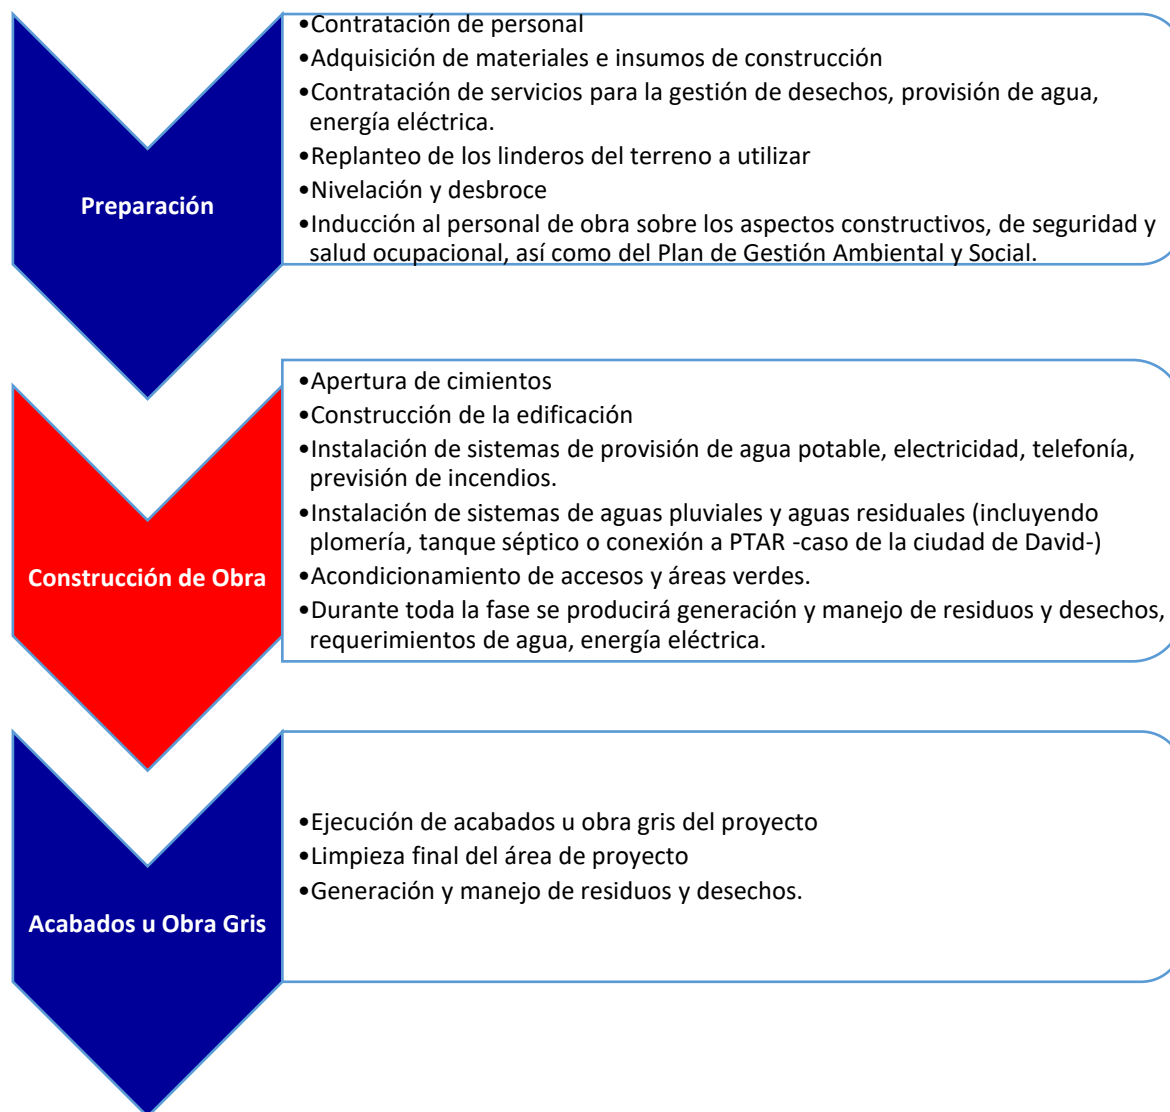 Preparación
•Contratación de personal
•Adquisición de materiales e insumos de construcción
•Contratación de servicios para la gestión de desechos, provisión de agua,
energía eléctrica.
•Replanteo de los linderos del terreno a utilizar
•Nivelación y desbroce
•Inducción al personal de obra sobre los aspectos constructivos, de seguridad y
salud ocupacional, así como del Plan de Gestión Ambiental y Social.
Construcción de Obra
•Apertura de cimientos
•Construcción de la edificación
•Instalación de sistemas de provisión de agua potable, electricidad, telefonía,
previsión de incendios.
•Instalación de sistemas de aguas pluviales y aguas residuales (incluyendo
plomería, tanque séptico o conexión a PTAR -caso de la ciudad de David-)
•Acondicionamiento de accesos y áreas verdes.
•Durante toda la fase se producirá generación y manejo de residuos y desechos,
requerimientos de agua, energía eléctrica.
Acabados u Obra Gris
•Ejecución de acabados u obra gris del proyecto
•Limpieza final del área de proyecto
•Generación y manejo de residuos y desechos.